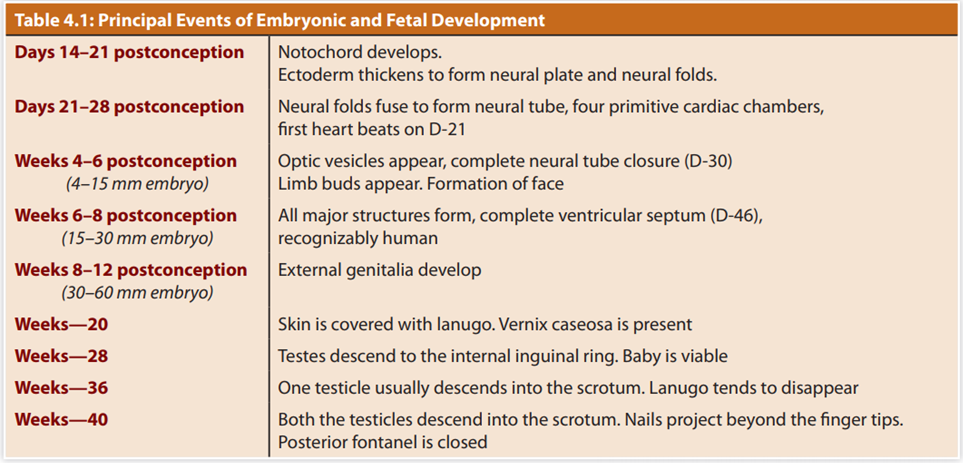 Table 4.1: Principal Events of Embryonic and Fetal Development
Days 14–21 postconception
Notochord develops.
Ectoderm thickens to form neural plate and neural folds.
Days 21–28 postconception
Neural folds fuse to form neural tube, four primitive cardiac chambers,
first heart beats on D-21
Weeks 4–6 postconception
(4–15 mm embryo)
Optic vesicles appear, complete neural tube closure (D-30)
Limb buds appear. Formation of face
Weeks 6–8 postconception
(15–30 mm embryo)
All major structures form, complete ventricular septum (D-46),
recognizably human
Weeks 8–12 postconception
(30–60 mm embryo)
External genitalia develop
Weeks—20
Skin is covered with lanugo. Vernix caseosa is present
Weeks—28
Testes descend to the internal inguinal ring. Baby is viable
Weeks—36
One testicle usually descends into the scrotum. Lanugo tends to disappear
Weeks—40
Both the testicles descend into the scrotum. Nails project beyond the finger tips.
Posterior fontanel is closed